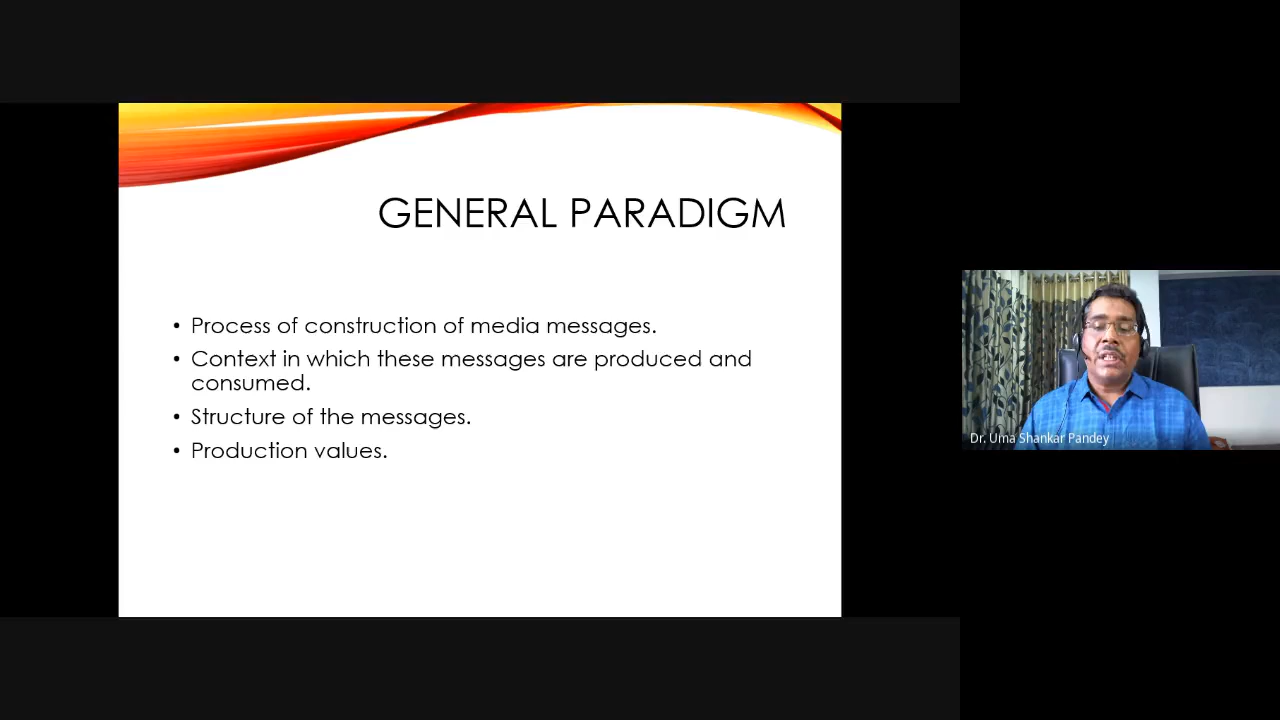 GENERAL PARADIGM
• Process of construction of media messages.
• Context in which these messages are produced and
consumed.
• Structure of the messages.
• Production values.
Dr. Uma Shankar Pandey